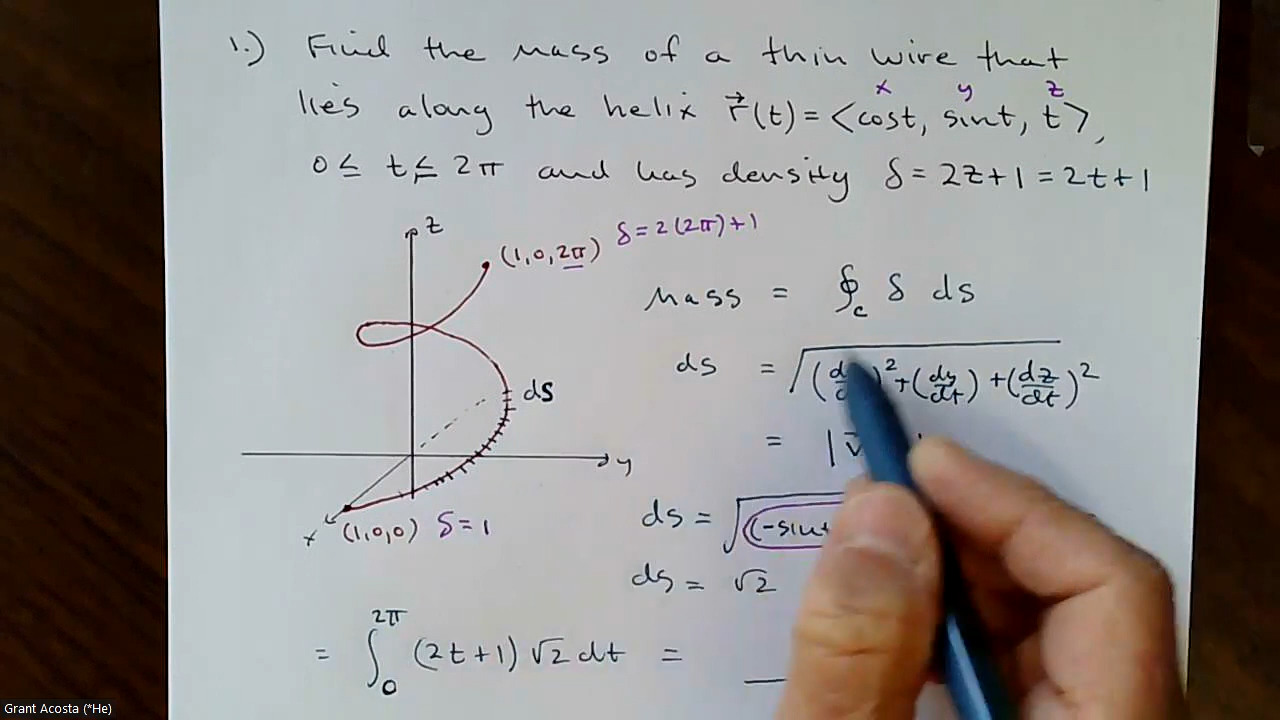 1.) Find the mass of a thin wire that
x y z
lies along the helix r⃗(t) = <cost, sint, t>,
0 ≤ t ≤ 2π and has density δ = 2z+1 = 2t+1
z
(1,0,2π) δ = 2(2π)+1
mass = ∮c δ ds
ds = √(
)² + (dy/dt) + (dz/dt)²
ds
= |v
y
ds = √(-sint
x (1,0,0) δ = 1
ds = √2
= ∫₀^2π (2t+1) √2 dt =
Grant Acosta (*He)